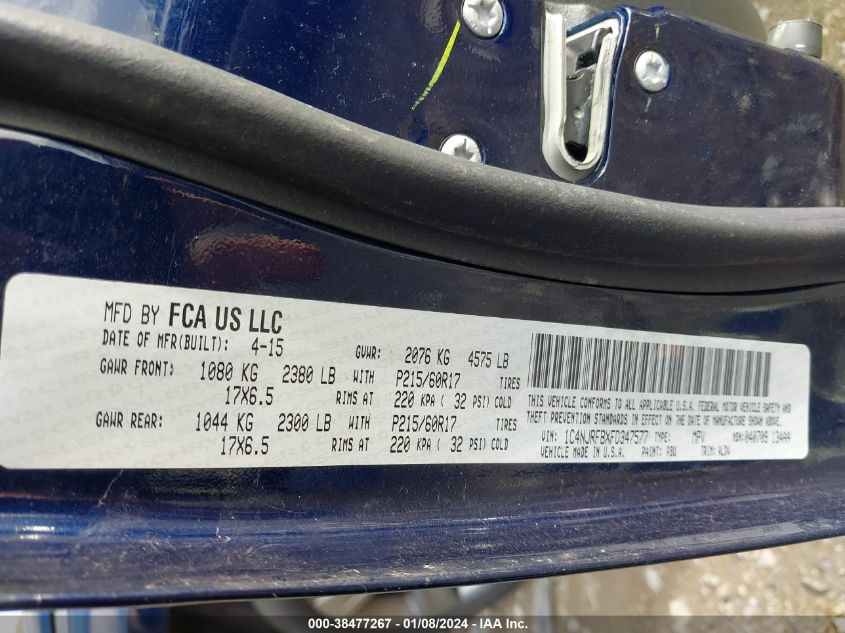 MFD BY FCA US LLC
DATE OF MFR(BUILT): 4-15 GVWR: 2076 KG 4575 LB
GAWR FRONT: 1080 KG 2380 LB WITH P215/60R17 TIRES
17X6.5 RIMS AT 220 KPA ( 32 PSI) COLD
GAWR REAR: 1044 KG 2300 LB WITH P215/60R17 TIRES
17X6.5 RIMS AT 220 KPA ( 32 PSI) COLD
THIS VEHICLE CONFORMS TO ALL APPLICABLE U.S.A. FEDERAL MOTOR VEHICLE SAFETY AND
THEFT PREVENTION STANDARDS IN EFFECT ON THE DATE OF MANUFACTURE SHOWN ABOVE.
VIN: 1C4NJRFBXFD347577 TYPE: MPV MDH: 040709 134AA
VEHICLE MADE IN U.S.A. PAINT: PBU TRIM:
000-38477267 - 01/08/2024 - I A A Inc.